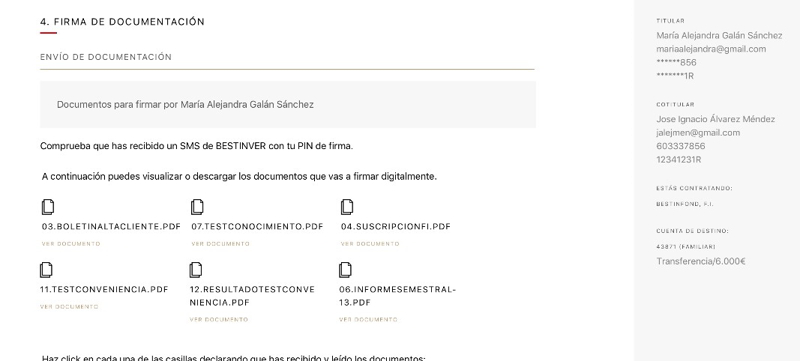 4. FIRMA DE DOCUMENTACIÓN
ENVÍO DE DOCUMENTACIÓN
Documentos para firmar por María Alejandra Galán Sánchez
Comprueba que has recibido un SMS de BESTINVER con tu PIN de firma.
A continuación puedes visualizar o descargar los documentos que vas a firmar digitalmente.
03.BOLETINALTACLIENTE.PDF
VER DOCUMENTO
07.TESTCONOCIMIENTO.PDF
VER DOCUMENTO
04.SUSCRIPCIONFI.PDF
VER DOCUMENTO
11.TESTCONVENIENCIA.PDF
VER DOCUMENTO
12.RESULTADOTESTCONVE
NIENCIA.PDF
VER DOCUMENTO
06.INFORMESEMESTRAL-
13.PDF
VER DOCUMENTO
Haz click en cada una de las casillas declarando que has recibido y leído los documentos:
TITULAR
María Alejandra Galán Sánchez
mariaalejandra@gmail.com
******856
*******1R
COTITULAR
Jose Ignacio Álvarez Méndez
jalejmen@gmail.com
603337856
12341231R
ESTÁS CONTRATANDO:
BESTINFOND, F.I.
CUENTA DE DESTINO:
43871 (FAMILIAR)
Transferencia/6.000€